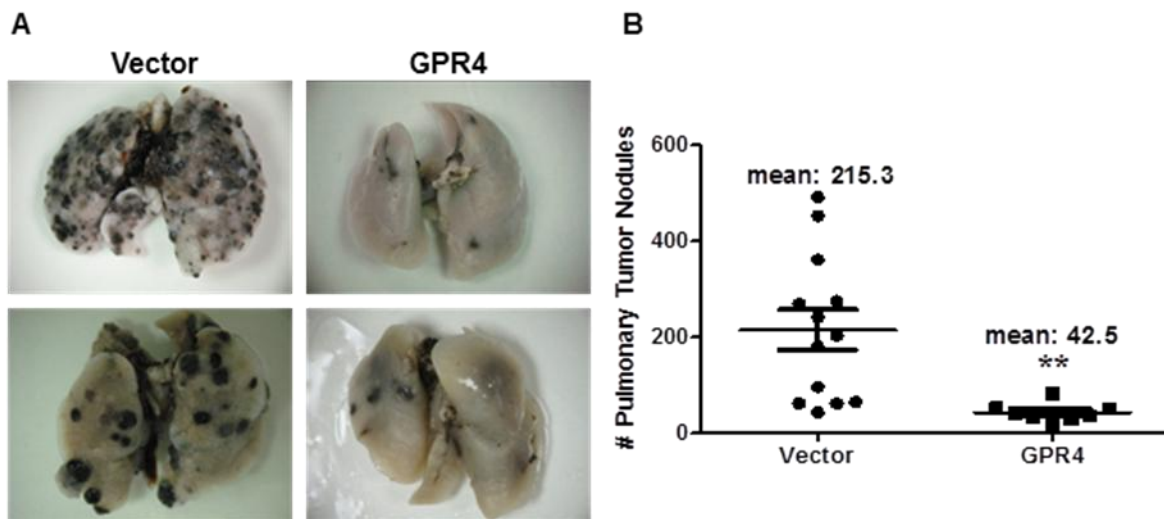 A
Vector
GPR4
B
# Pulmonary Tumor Nodules
600
400
200
0
mean: 215.3
mean: 42.5
**
Vector
GPR4